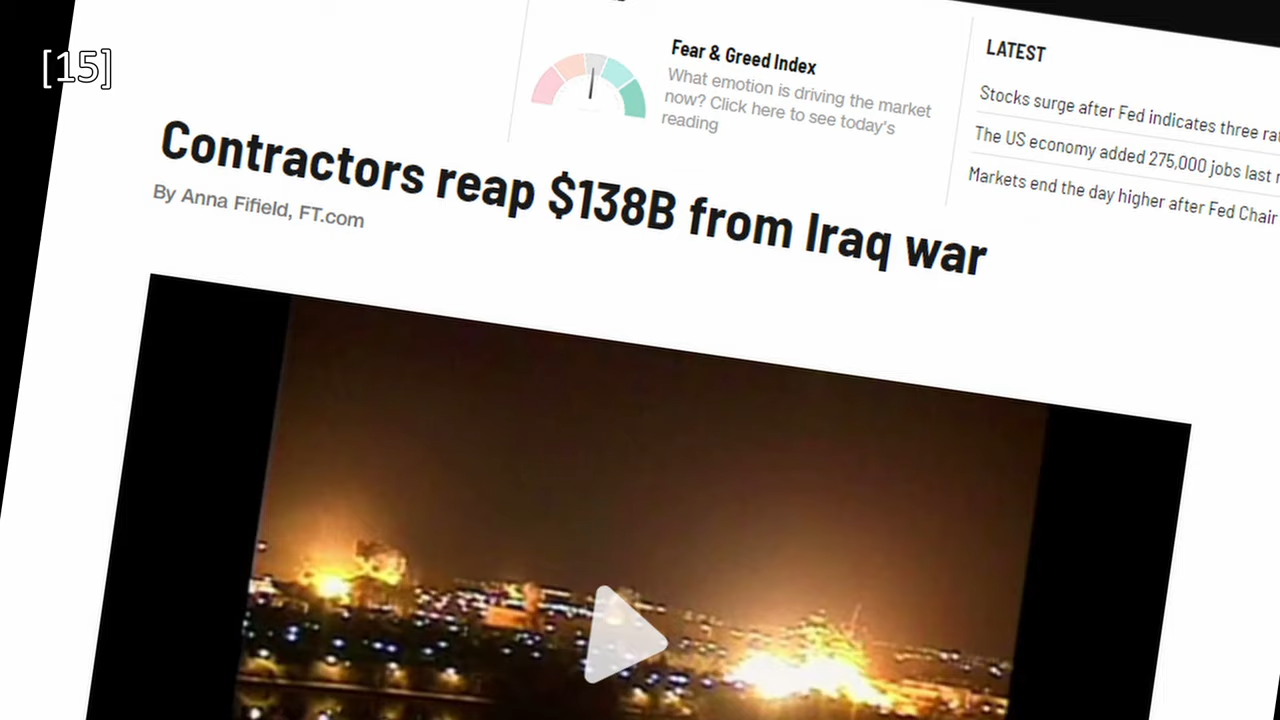 [15]
Fear & Greed Index
What emotion is driving the market
now? Click here to see today's
reading
LATEST
Stocks surge after Fed indicates three
The US economy added 275,000 jobs last
Markets end the day higher after Fed Chair
Contractors reap $138B from Iraq war
By Anna Fifield, FT.com